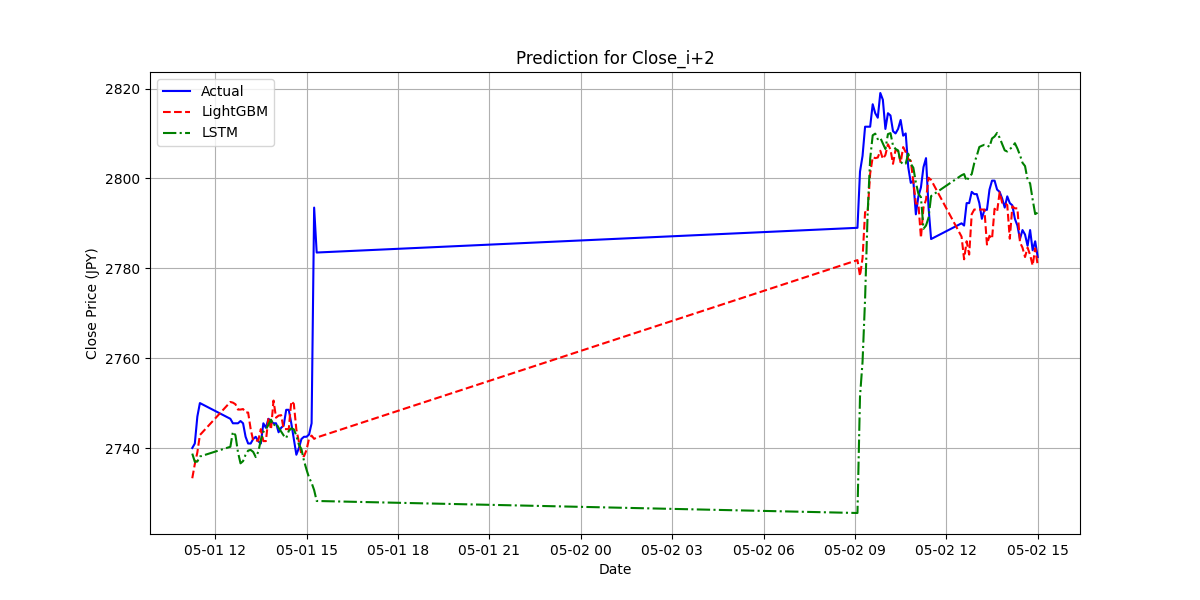 Prediction for Close_i+2
Actual
LightGBM
LSTM
2820
2800
2780
2760
2740
Close Price (JPY)
05-01 12
05-01 15
05-01 18
05-01 21
05-02 00
05-02 03
05-02 06
05-02 09
05-02 12
05-02 15
Date